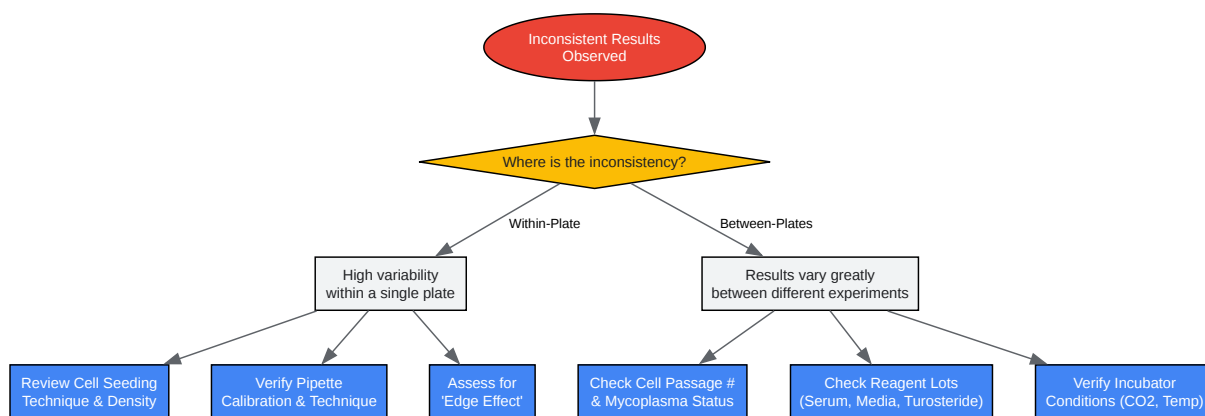 Inconsistent Results
Observed
Where is the inconsistency?
Within-Plate
Between-Plates
High variability
within a single plate
Results vary greatly
between different experiments
Review Cell Seeding
Technique & Density
Verify Pipette
Calibration & Technique
Assess for
'Edge Effect'
Check Cell Passage #
& Mycoplasma Status
Check Reagent Lots
(Serum, Media, Turosteride)
Verify Incubator
Conditions (CO2, Temp)